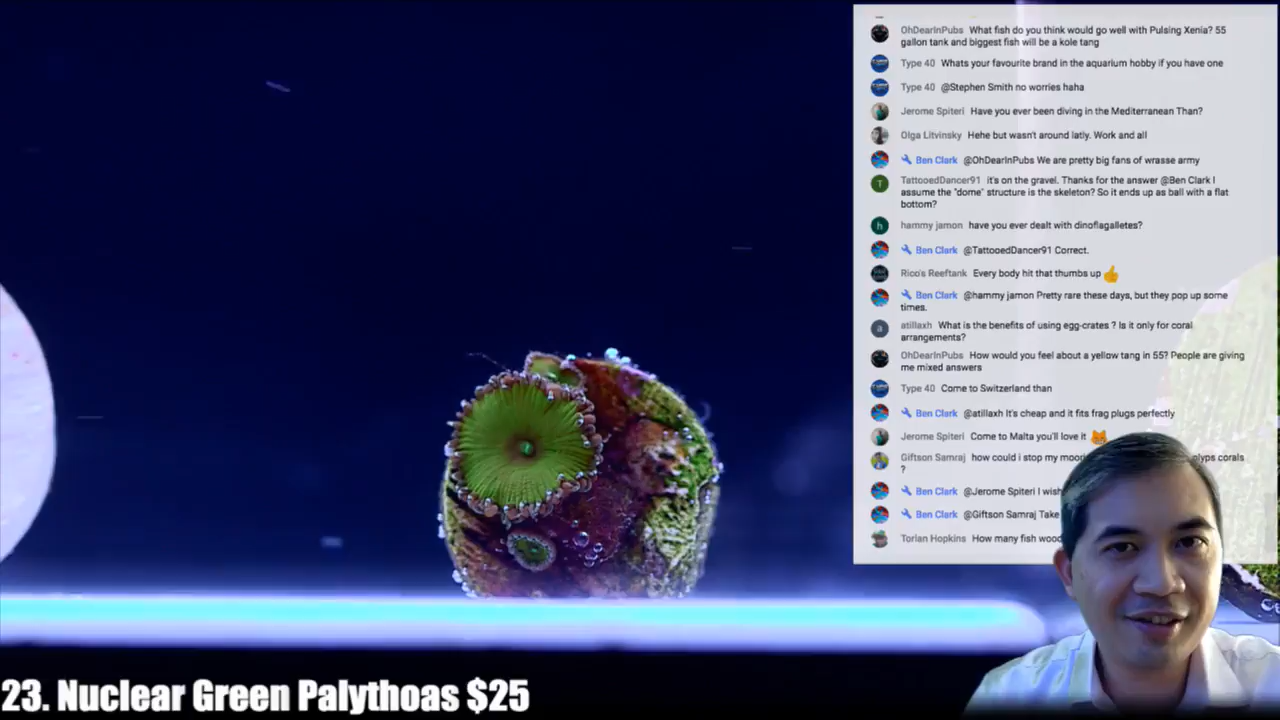 OhDearInPubs What fish do you think would go well with Pulsing Xenia? 55
gallon tank and biggest fish will be a kole tang
Type 40 Whats your favourite brand in the aquarium hobby if you have one
Type 40 @Stephen Smith no worries haha
Jerome Spiteri Have you ever been diving in the Mediterranean Than?
Olga Litvinsky Hehe but wasn't around latly. Work and all
Ben Clark @OhDearInPubs We are pretty big fans of wrasse army
T TattooedDancer91 it's on the gravel. Thanks for the answer @Ben Clark I
assume the "dome" structure is the skeleton? So it ends up as ball with a flat
bottom?
h hammy jamon have you ever dealt with dinoflagalletes?
Ben Clark @TattooedDancer91 Correct.
Rico's Reeftank Every body hit that thumbs up 👍
Ben Clark @hammy jamon Pretty rare these days, but they pop up some
times.
a atillaxh What is the benefits of using egg-crates ? Is it only for coral
arrangements?
OhDearInPubs How would you feel about a yellow tang in 55? People are giving
me mixed answers
Type 40 Come to Switzerland than
Ben Clark @atillaxh It's cheap and it fits frag plugs perfectly
Jerome Spiteri Come to Malta you'll love it
Giftson Samraj how could i stop my olyps corals
?
Ben Clark @Jerome Spiteri I wish
Ben Clark @Giftson Samraj Take
Torian Hopkins How many fish wood
23. Nuclear Green Palythoas $25